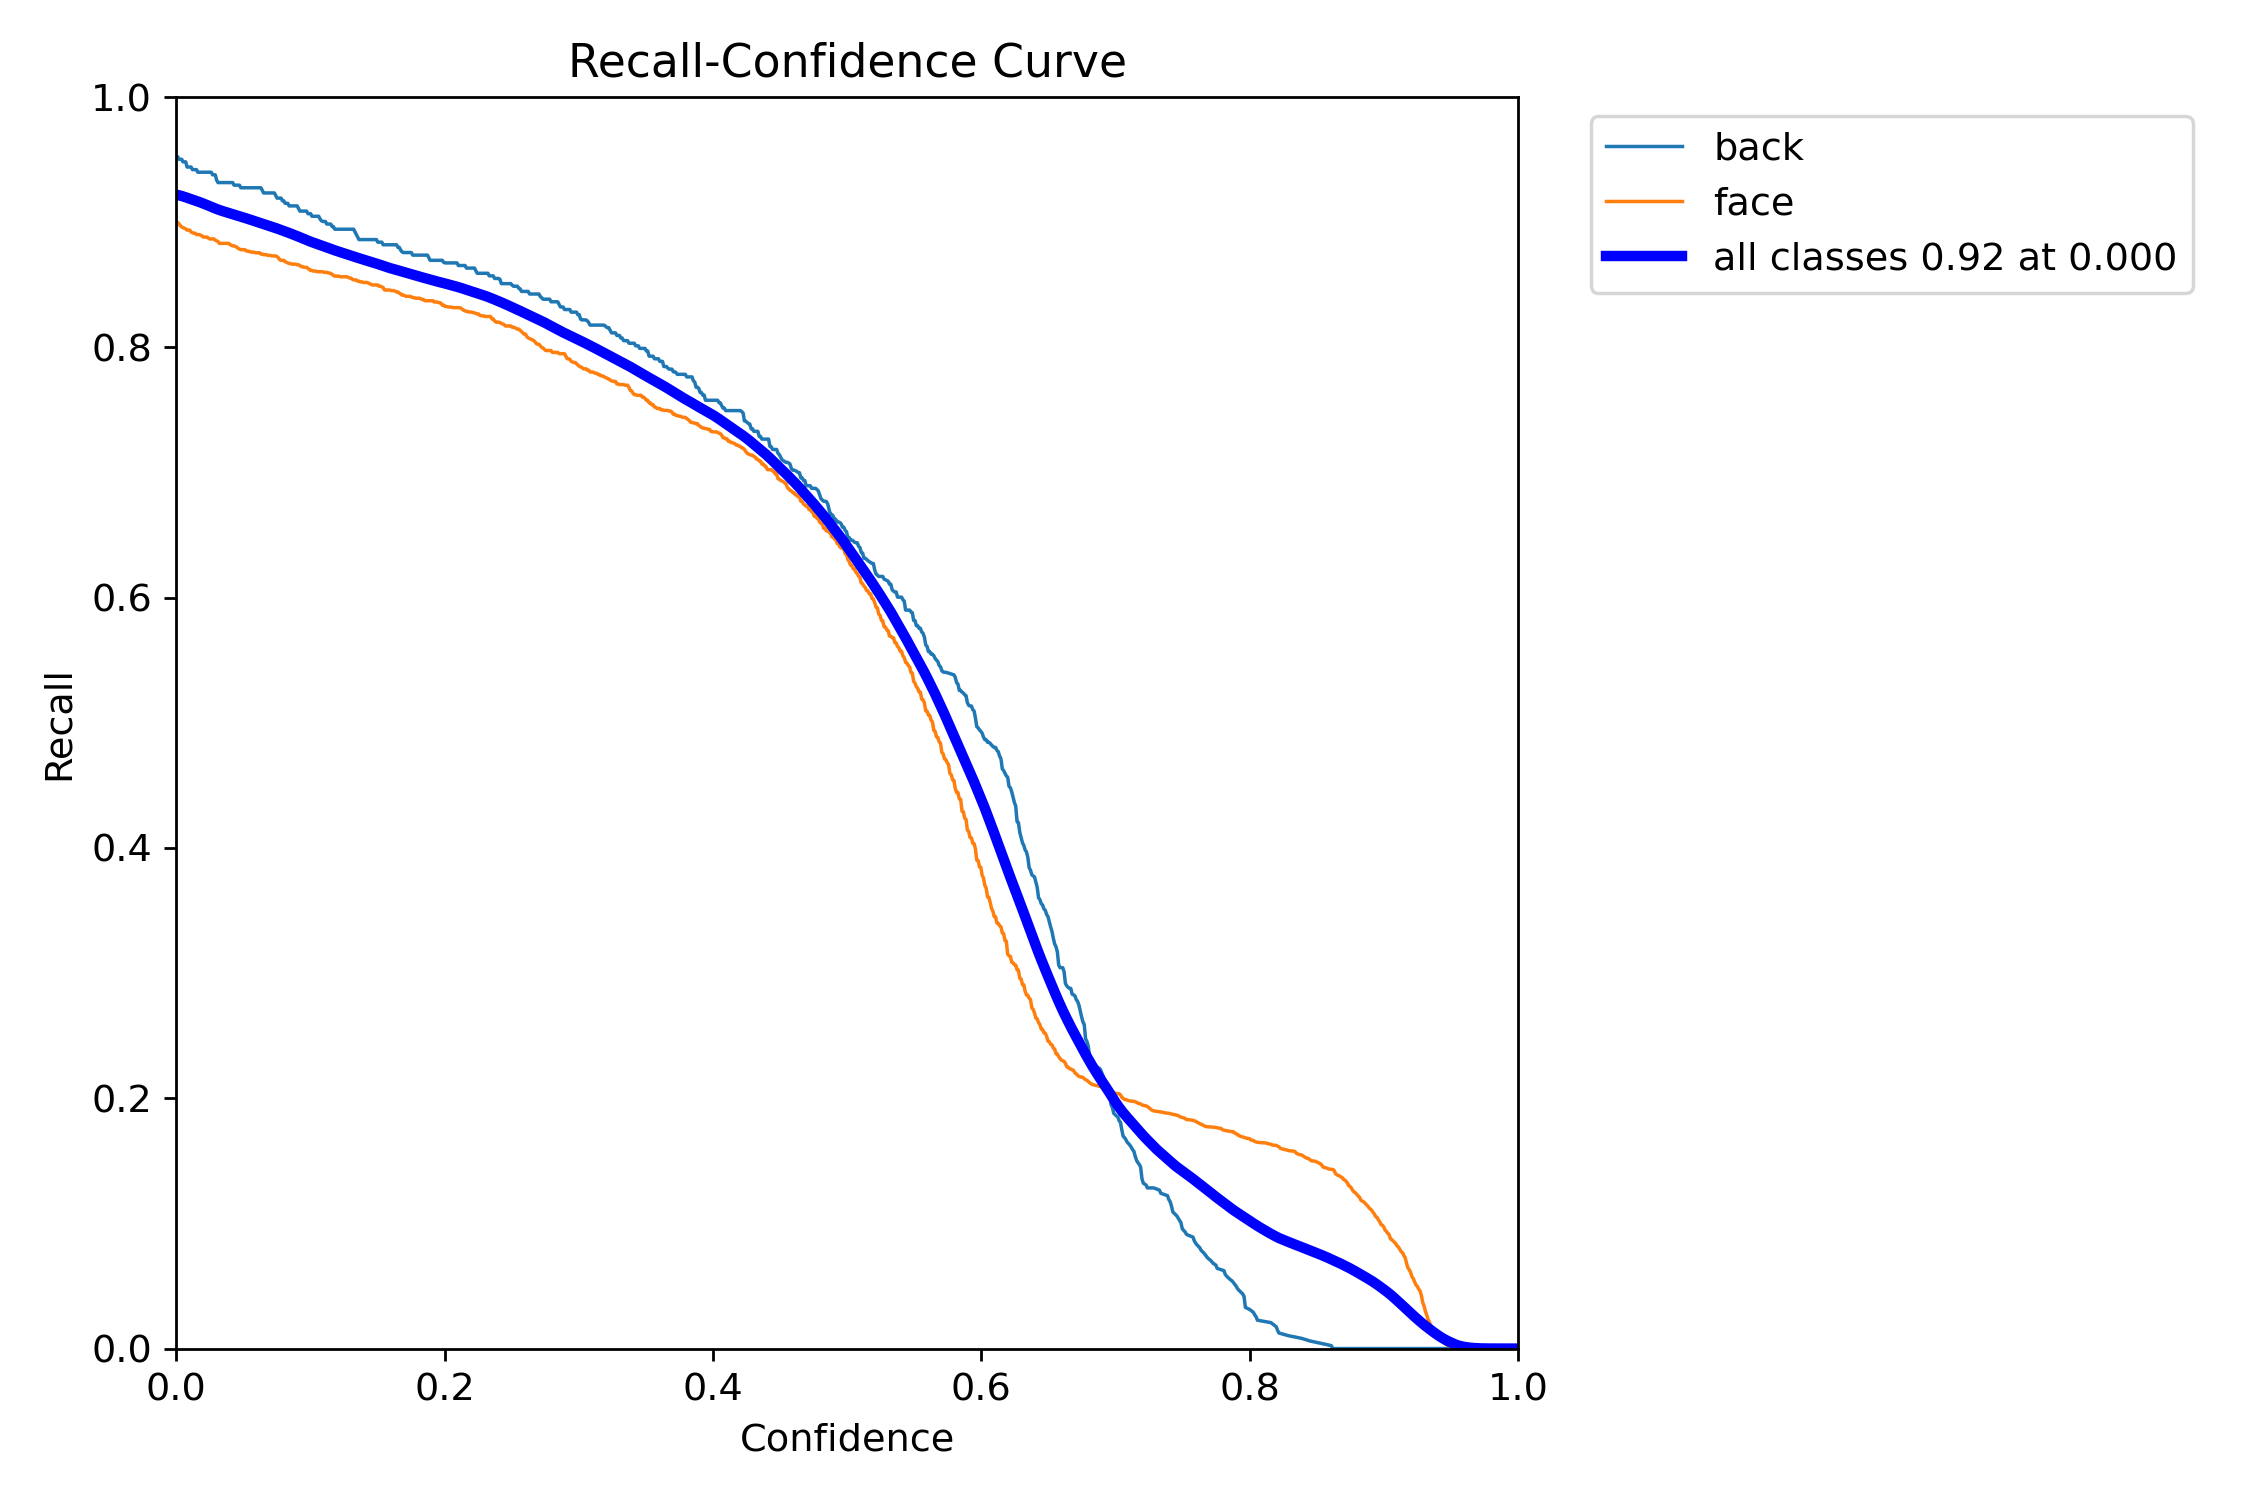 Recall-Confidence Curve
1.0
0.8
0.6
0.4
0.2
0.0
Recall
0.0 0.2 0.4 0.6 0.8 1.0
Confidence
back
face
all classes 0.92 at 0.000